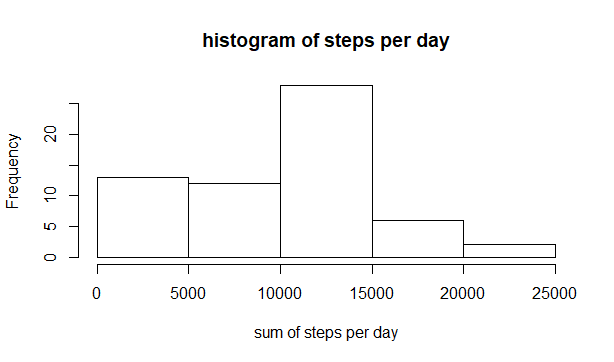 histogram of steps per day
Frequency
20
10
5
0
0 5000 10000 15000 20000 25000
sum of steps per day